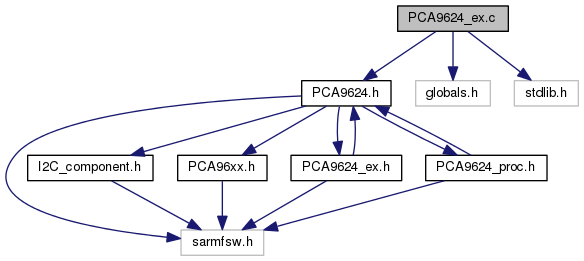 PCA9624_ex.c
PCA9624.h
globals.h
stdlib.h
I2C_component.h
PCA96xx.h
PCA9624_ex.h
PCA9624_proc.h
sarmfsw.h